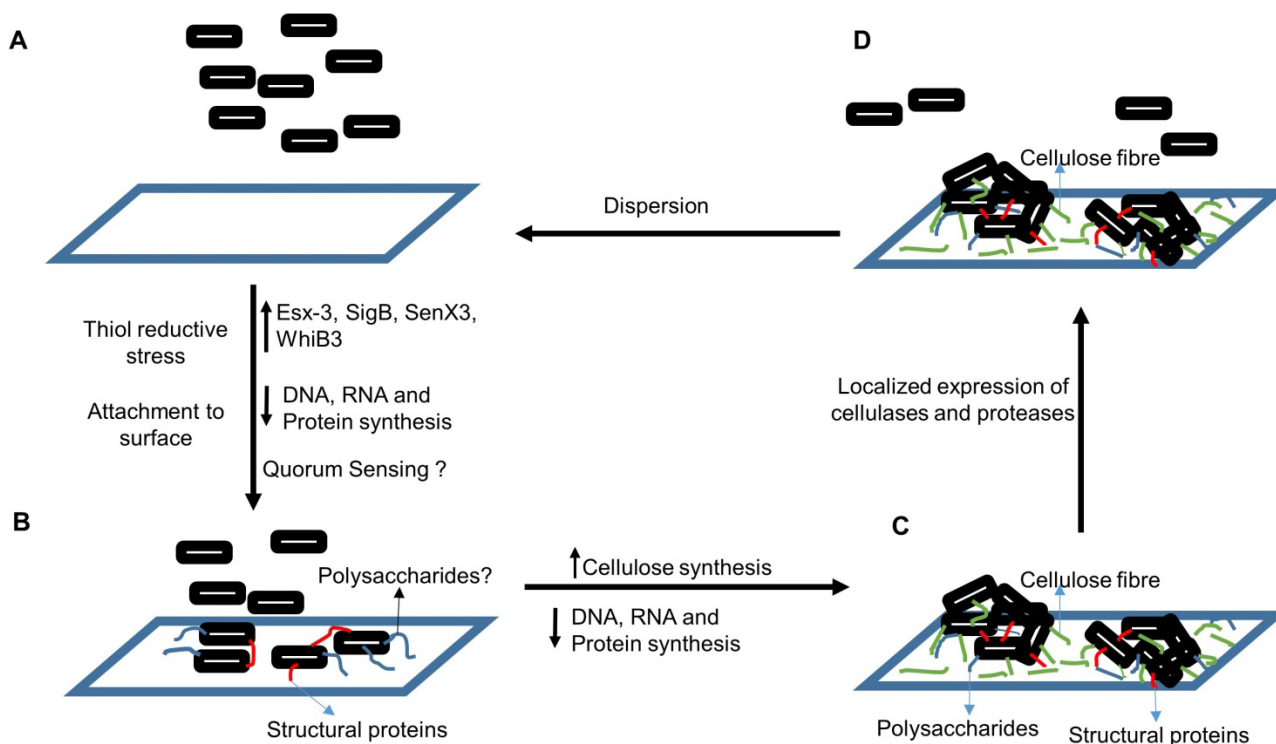 A
D
Cellulose fibre
Dispersion
Thiol reductive
stress
Esx-3, SigB, SenX3,
WhiB3
DNA, RNA and
Protein synthesis
Attachment to
surface
Quorum Sensing ?
Localized expression of
cellulases and proteases
B
Polysaccharides?
Structural proteins
Cellulose synthesis
DNA, RNA and
Protein synthesis
C
Cellulose fibre
Polysaccharides
Structural proteins